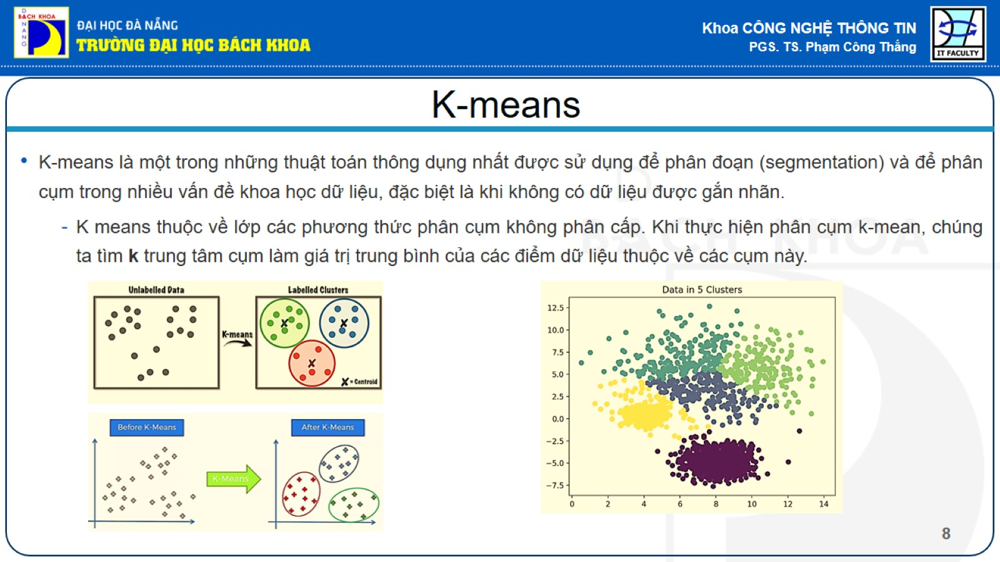 D
BÁCH KHOA
N
A
N
G
ĐẠI HỌC ĐÀ NẴNG
TRƯỜNG ĐẠI HỌC BÁCH KHOA
Khoa CÔNG NGHỆ THÔNG TIN
PGS. TS. Phạm Công Thắng
IT FACULTY
K-means
• K-means là một trong những thuật toán thông dụng nhất được sử dụng để phân đoạn (segmentation) và để phân
cụm trong nhiều vấn đề khoa học dữ liệu, đặc biệt là khi không có dữ liệu được gắn nhãn.
- K means thuộc về lớp các phương thức phân cụm không phân cấp. Khi thực hiện phân cụm k-mean, chúng
ta tìm k trung tâm cụm làm giá trị trung bình của các điểm dữ liệu thuộc về các cụm này.
D
BÁCH KHOA
Unlabelled Data
Labelled Clusters
K-means
X = Centroid
Before K-Means
After K-Means
K-Means
Data in 5 Clusters
12.5
10.0
7.5
5.0
2.5
0.0
−2.5
−5.0
−7.5
0 2 4 6 8 10 12 14
8